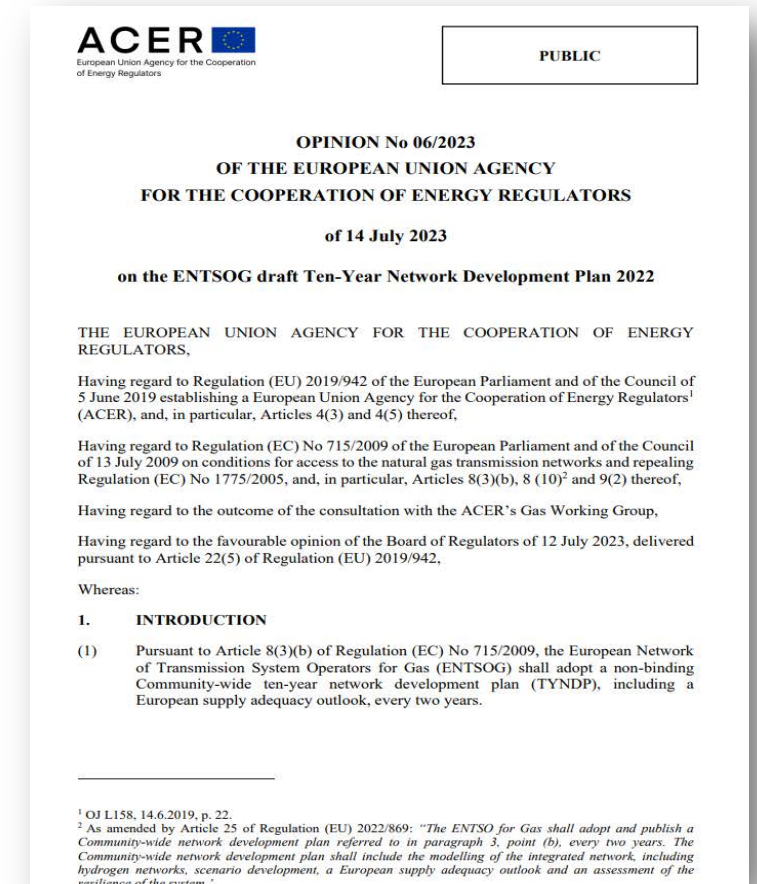 ACER
European Union Agency for the Cooperation
of Energy Regulators
PUBLIC
OPINION No 06/2023
OF THE EUROPEAN UNION AGENCY
FOR THE COOPERATION OF ENERGY REGULATORS
of 14 July 2023
on the ENTSOG draft Ten-Year Network Development Plan 2022
THE EUROPEAN UNION AGENCY FOR THE COOPERATION OF ENERGY
REGULATORS,
Having regard to Regulation (EU) 2019/942 of the European Parliament and of the Council of
5 June 2019 establishing a European Union Agency for the Cooperation of Energy Regulators¹
(ACER), and, in particular, Articles 4(3) and 4(5) thereof,
Having regard to Regulation (EC) No 715/2009 of the European Parliament and of the Council
of 13 July 2009 on conditions for access to the natural gas transmission networks and repealing
Regulation (EC) No 1775/2005, and, in particular, Articles 8(3)(b), 8 (10)² and 9(2) thereof,
Having regard to the outcome of the consultation with the ACER's Gas Working Group,
Having regard to the favourable opinion of the Board of Regulators of 12 July 2023, delivered
pursuant to Article 22(5) of Regulation (EU) 2019/942,
Whereas:
1. INTRODUCTION
(1) Pursuant to Article 8(3)(b) of Regulation (EC) No 715/2009, the European Network
of Transmission System Operators for Gas (ENTSOG) shall adopt a non-binding
Community-wide ten-year network development plan (TYNDP), including a
European supply adequacy outlook, every two years.
¹ OJ L158, 14.6.2019, p. 22.
² As amended by Article 25 of Regulation (EU) 2022/869: "The ENTSO for Gas shall adopt and publish a
Community-wide network development plan referred to in paragraph 3, point (b), every two years. The
Community-wide network development plan shall include the modelling of the integrated network, including
hydrogen networks, scenario development, a European supply adequacy outlook and an assessment of the
resilience of the system.'